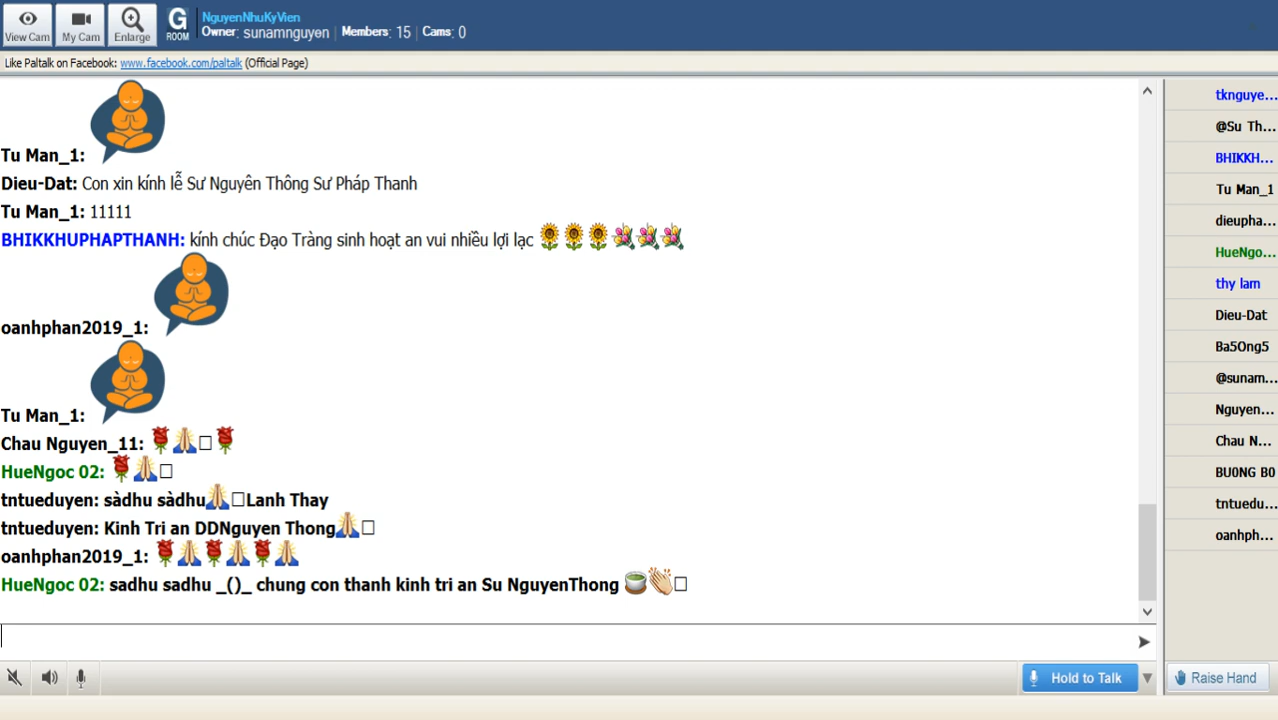 View Cam
My Cam
Enlarge
G
ROOM
NguyenNhuKyVien
Owner: sunamnguyen | Members: 15 | Cams: 0
Like Paltalk on Facebook: www.facebook.com/paltalk (Official Page)
Tu Man_1:
Dieu-Dat: Con xin kính lễ Sư Nguyên Thông Sư Pháp Thanh
Tu Man_1: 11111
BHIKKHUPHAPTHANH: kính chúc Đạo Tràng sinh hoạt an vui nhiều lợi lạc 🌻🌻🌻💐💐💐
oanhphan2019_1:
Tu Man_1:
Chau Nguyen_11: 🌹🙏□🌹
HueNgoc 02: 🌹🙏□
tntueduyen: sàdhu sàdhu🙏□Lanh Thay
tntueduyen: Kinh Tri an DDNguyen Thong🙏□
oanhphan2019_1: 🌹🙏🌹🙏🌹🙏
HueNgoc 02: sadhu sadhu _()_ chung con thanh kinh tri an Su NguyenThong 🍵👏□
tknguye...
@Su Th...
BHIKKH...
Tu Man_1
dieupha...
HueNgo...
thy lam
Dieu-Dat
Ba5Ong5
@sunam...
Nguyen...
Chau N...
BU0NG B0
tntuedu...
oanhph...
Hold to Talk
Raise Hand